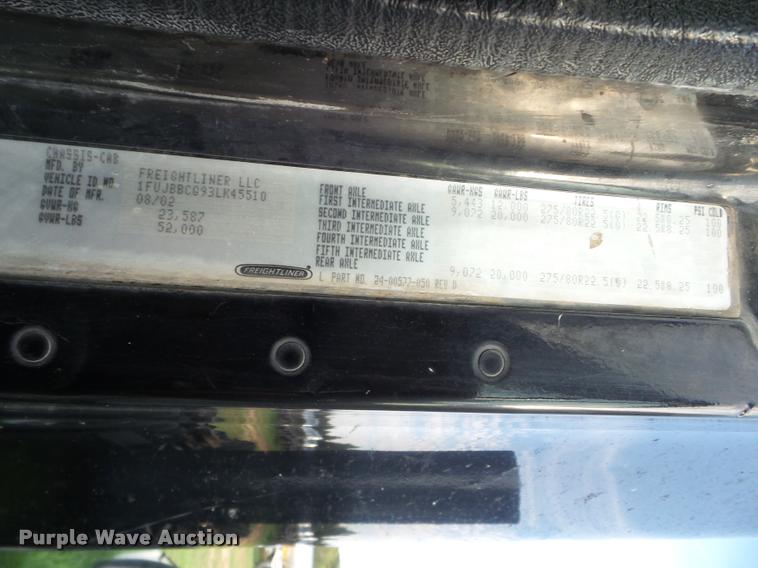 CHASSIS-CAB
MFD. BY FREIGHTLINER LLC
VEHICLE ID NO. 1FUJBBCG93LK45510
DATE OF MFR. 08/02
GVWR-KG 23,587
GVWR-LBS 52,000
FREIGHTLINER
GAWR-KGS GAWR-LBS TIRES RIMS PSI COLD
FRONT AXLE 5,443 12,000 100
FIRST INTERMEDIATE AXLE 9,072 20,000 275/80R22.5(G) 22.5X8.25 100
SECOND INTERMEDIATE AXLE
THIRD INTERMEDIATE AXLE
FOURTH INTERMEDIATE AXLE
FIFTH INTERMEDIATE AXLE
REAR AXLE 9,072 20,000 275/80R22.5(G) 22.5X8.25 100
L PART NO. 24-00577-050 REV D
Purple Wave Auction